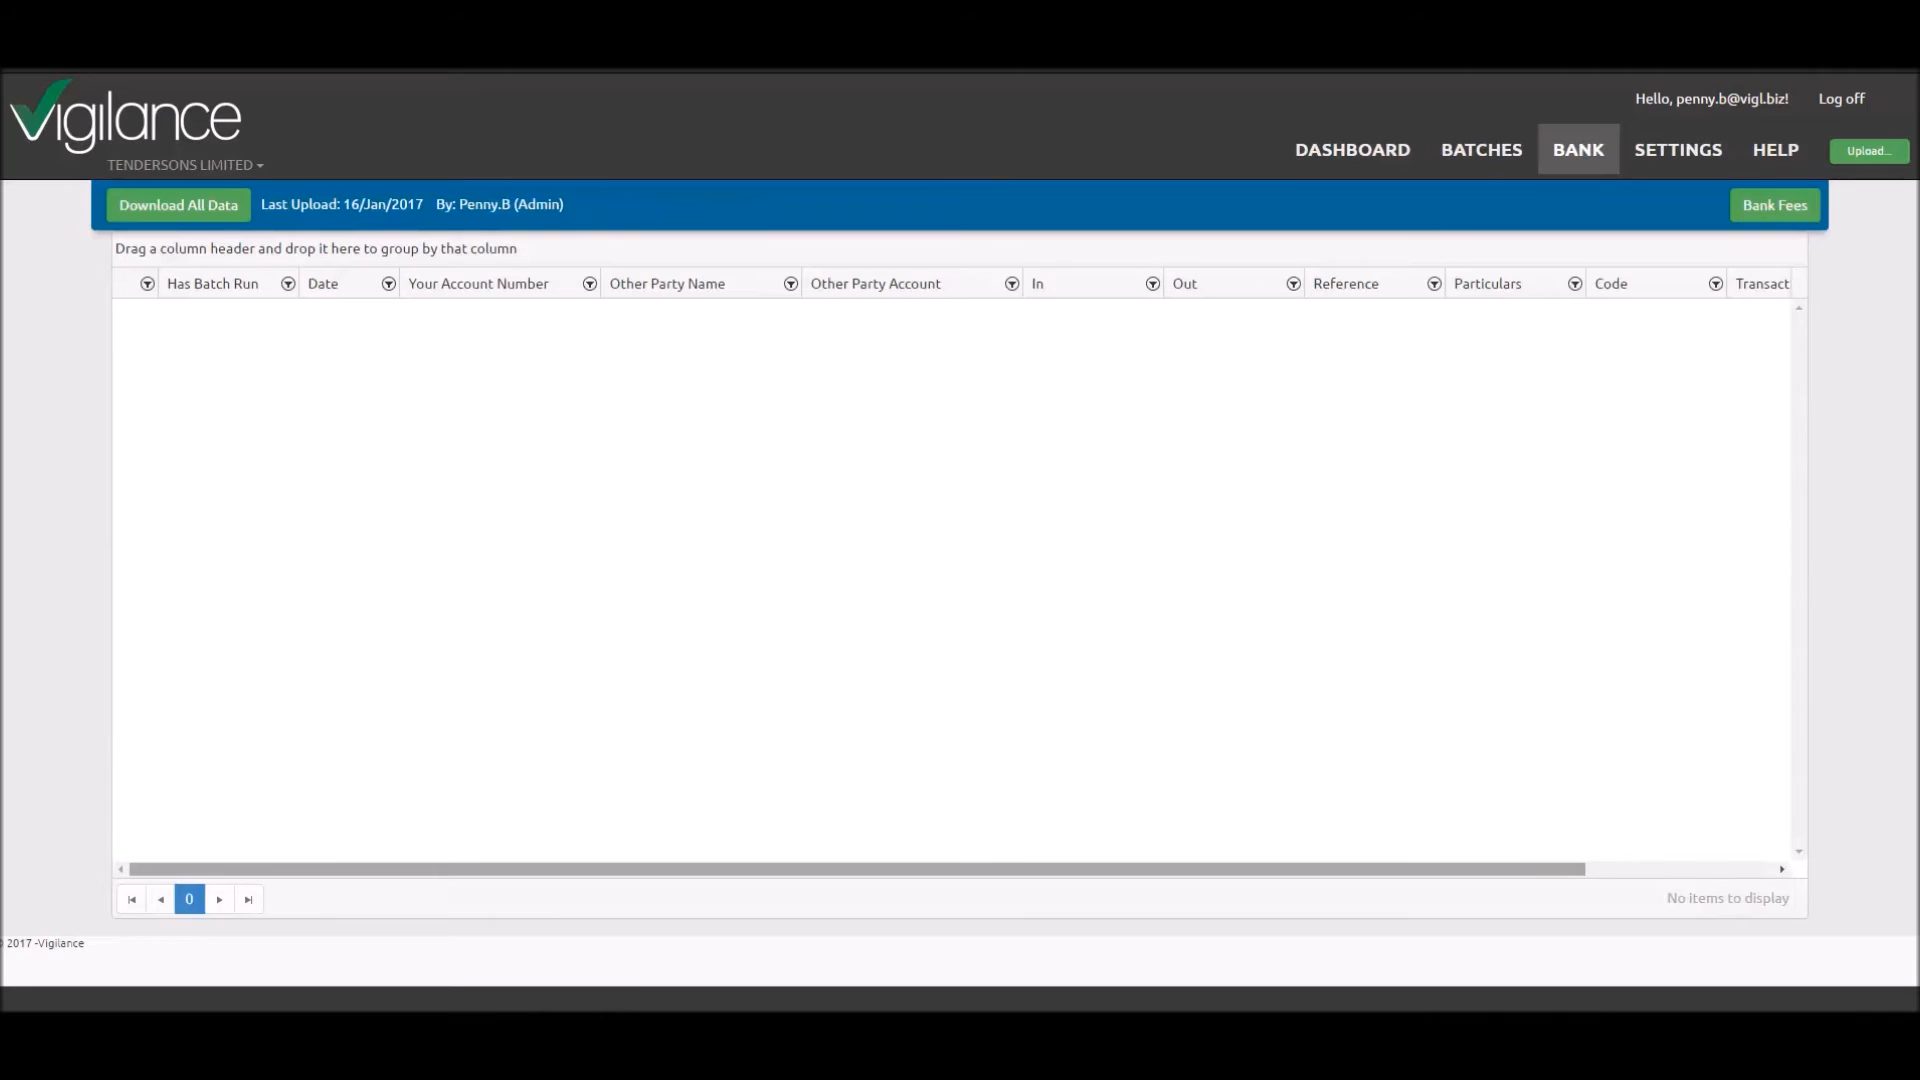 Vigilance
TENDERSONS LIMITED
Hello, penny.b@vigl.biz! Log off
DASHBOARD BATCHES BANK SETTINGS HELP Upload...
Download All Data Last Upload: 16/Jan/2017 By: Penny.B (Admin) Bank Fees
Drag a column header and drop it here to group by that column
Has Batch Run Date Your Account Number Other Party Name Other Party Account In Out Reference Particulars Code Transact
0 No items to display
2017 -Vigilance